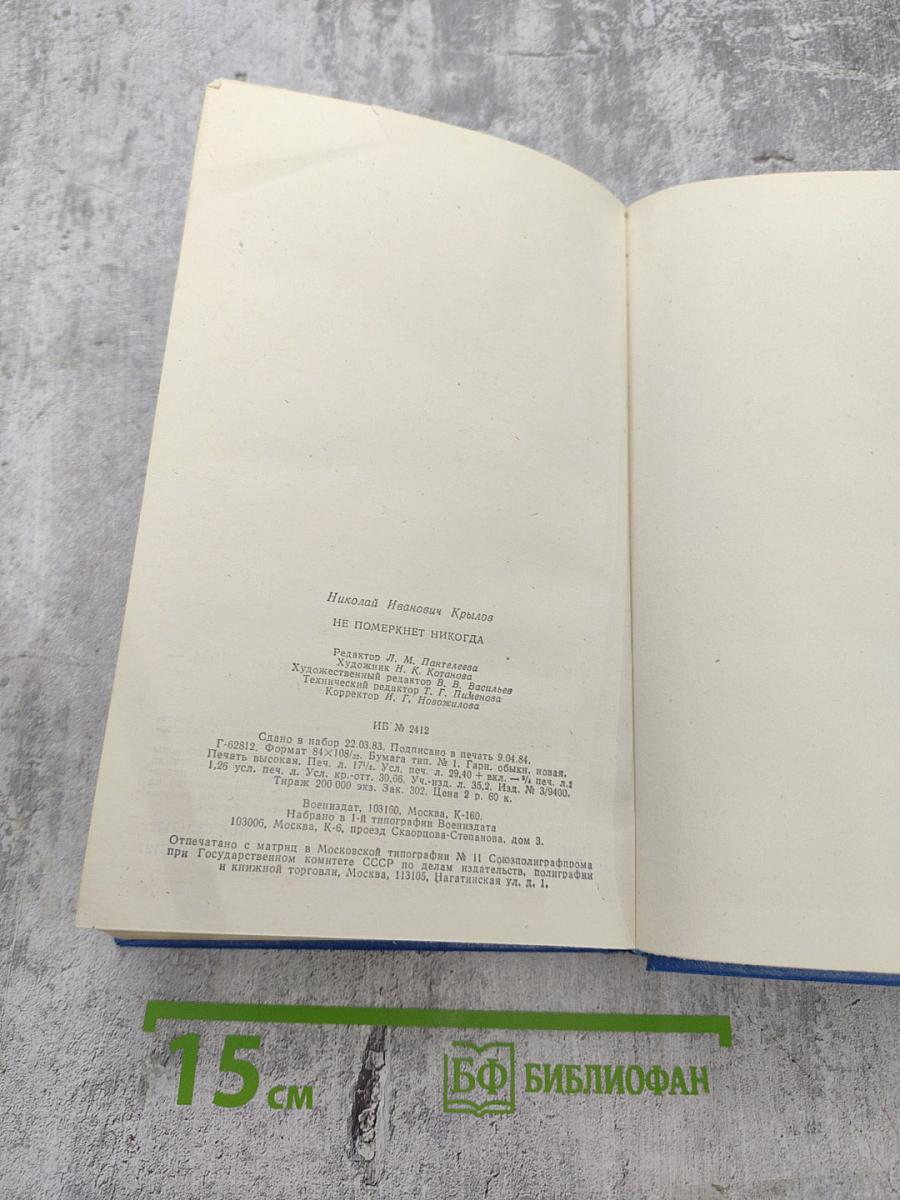 Николай Иванович Крылов
НЕ ПОМЕРКНЕТ НИКОГДА
Редактор Л. М. Пантелеева
Художник Н. К. Котанова
Художественный редактор В. В. Васильев
Технический редактор Т. Г. Пименова
Корректор И. Г. Новожилова
ИБ № 2412
Сдано в набор 22.03.83. Подписано в печать 9.04.84.
Г-62812. Формат 84×108/32. Бумага тип. № 1. Гарн. обыкн. новая.
Печать высокая. Печ. л. 17½. Усл. печ. л. 29,40 + вкл. — ¾ печ. л.:
1,26 усл. печ. л. Усл. кр.-отт. 30,66. Уч.-изд. л. 35,2. Изд. № 3/9400.
Тираж 200 000 экз. Зак. 302. Цена 2 р. 60 к.
Воениздат, 103160, Москва, К-160.
Набрано в 1-й типографии Воениздата
103006, Москва, К-6, проезд Скворцова-Степанова, дом 3.
Отпечатано с матриц в Московской типографии № 11 Союзполиграфпрома
при Государственном комитете СССР по делам издательств, полиграфии
и книжной торговли, Москва, 113105, Нагатинская ул. д. 1.
15 см
БФ БИБЛИОФАН